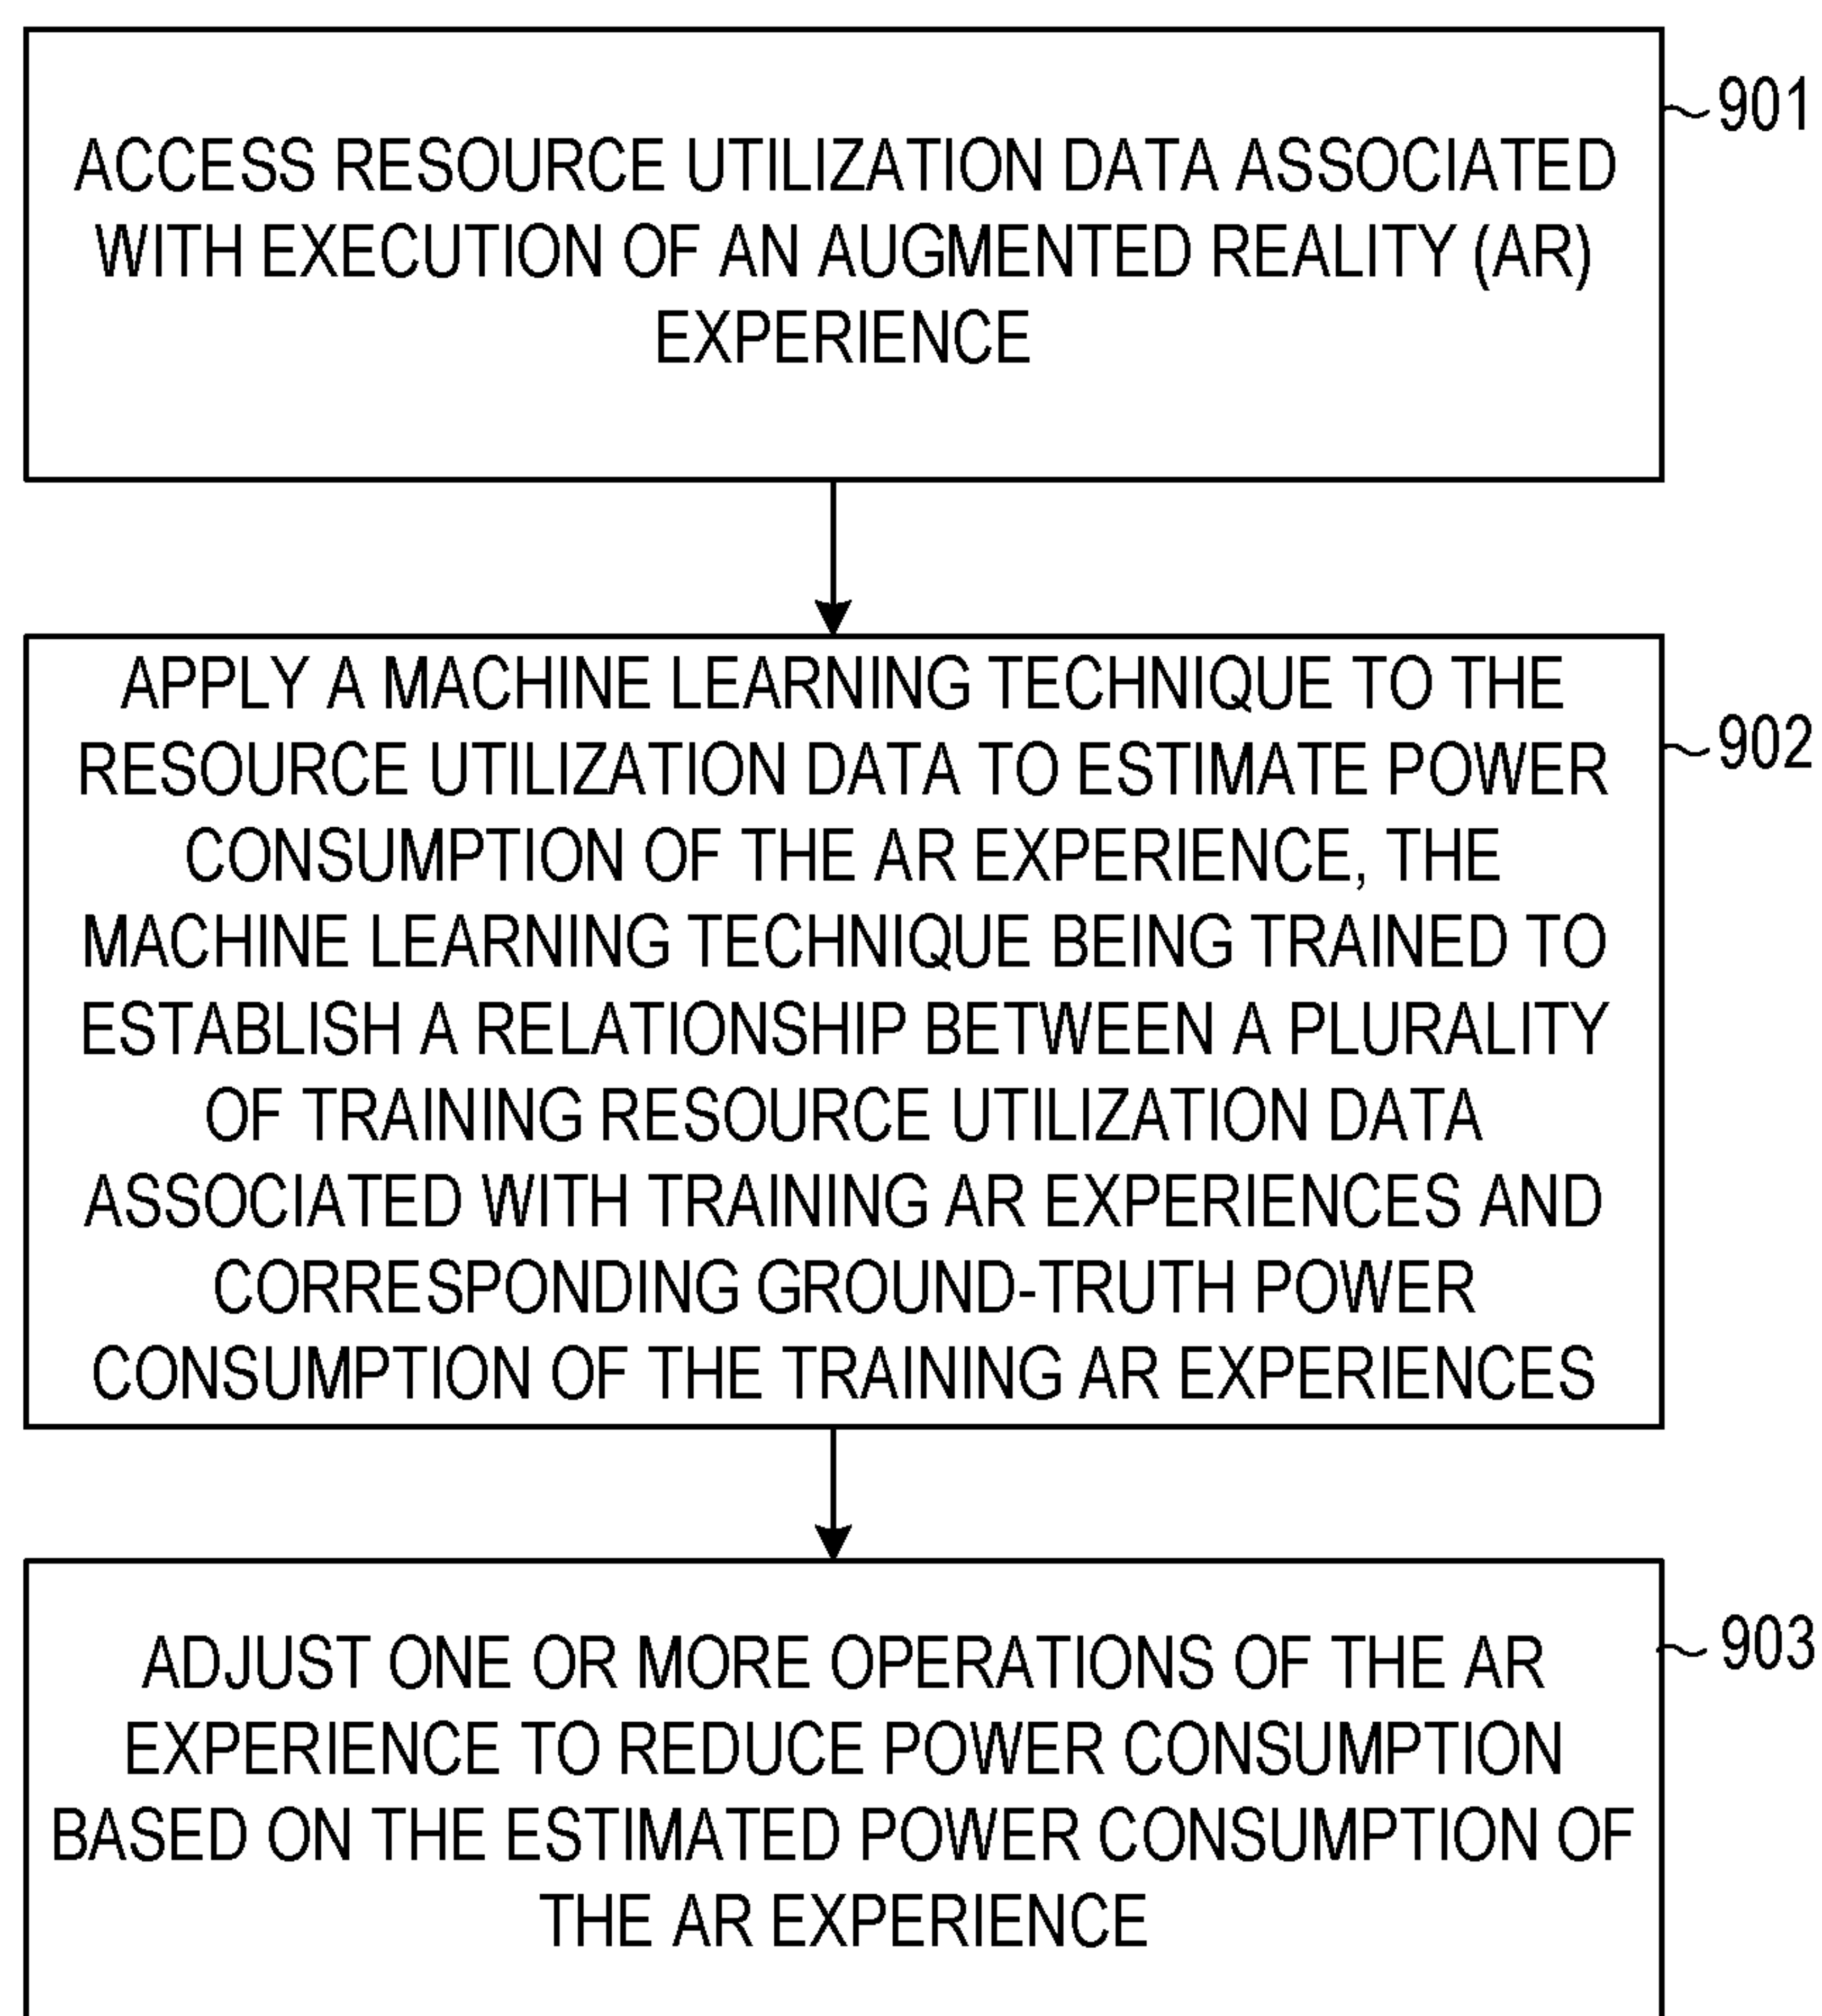 901
ACCESS RESOURCE UTILIZATION DATA ASSOCIATED
WITH EXECUTION OF AN AUGMENTED REALITY (AR)
EXPERIENCE
902
APPLY A MACHINE LEARNING TECHNIQUE TO THE
RESOURCE UTILIZATION DATA TO ESTIMATE POWER
CONSUMPTION OF THE AR EXPERIENCE, THE
MACHINE LEARNING TECHNIQUE BEING TRAINED TO
ESTABLISH A RELATIONSHIP BETWEEN A PLURALITY
OF TRAINING RESOURCE UTILIZATION DATA
ASSOCIATED WITH TRAINING AR EXPERIENCES AND
CORRESPONDING GROUND-TRUTH POWER
CONSUMPTION OF THE TRAINING AR EXPERIENCES
903
ADJUST ONE OR MORE OPERATIONS OF THE AR
EXPERIENCE TO REDUCE POWER CONSUMPTION
BASED ON THE ESTIMATED POWER CONSUMPTION OF
THE AR EXPERIENCE